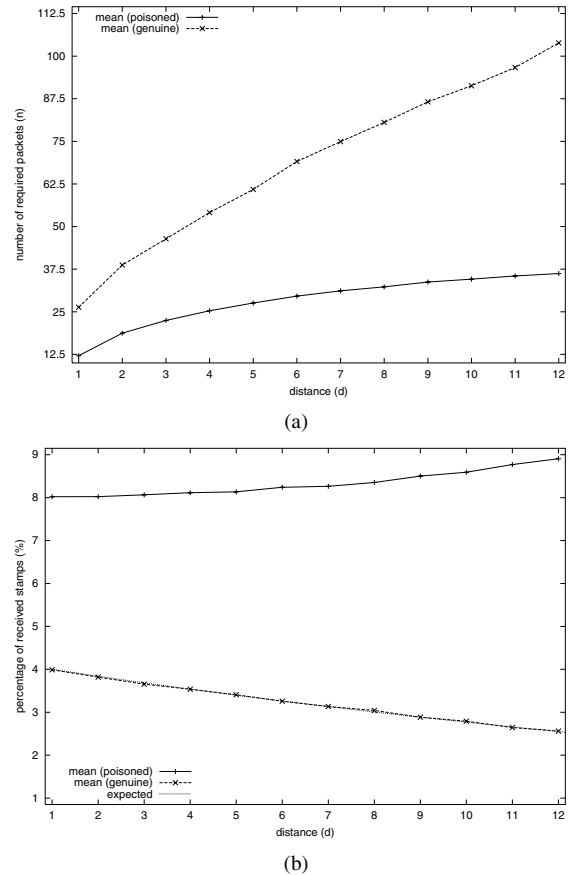 112.5
100
87.5
75
62.5
50
37.5
25
12.5
number of required packets (n)
mean (poisoned)
mean (genuine)
1 2 3 4 5 6 7 8 9 10 11 12
distance (d)
(a)
9
8
7
6
5
4
3
2
1
percentage of received stamps (%)
mean (poisoned)
mean (genuine)
expected
1 2 3 4 5 6 7 8 9 10 11 12
distance (d)
(b)